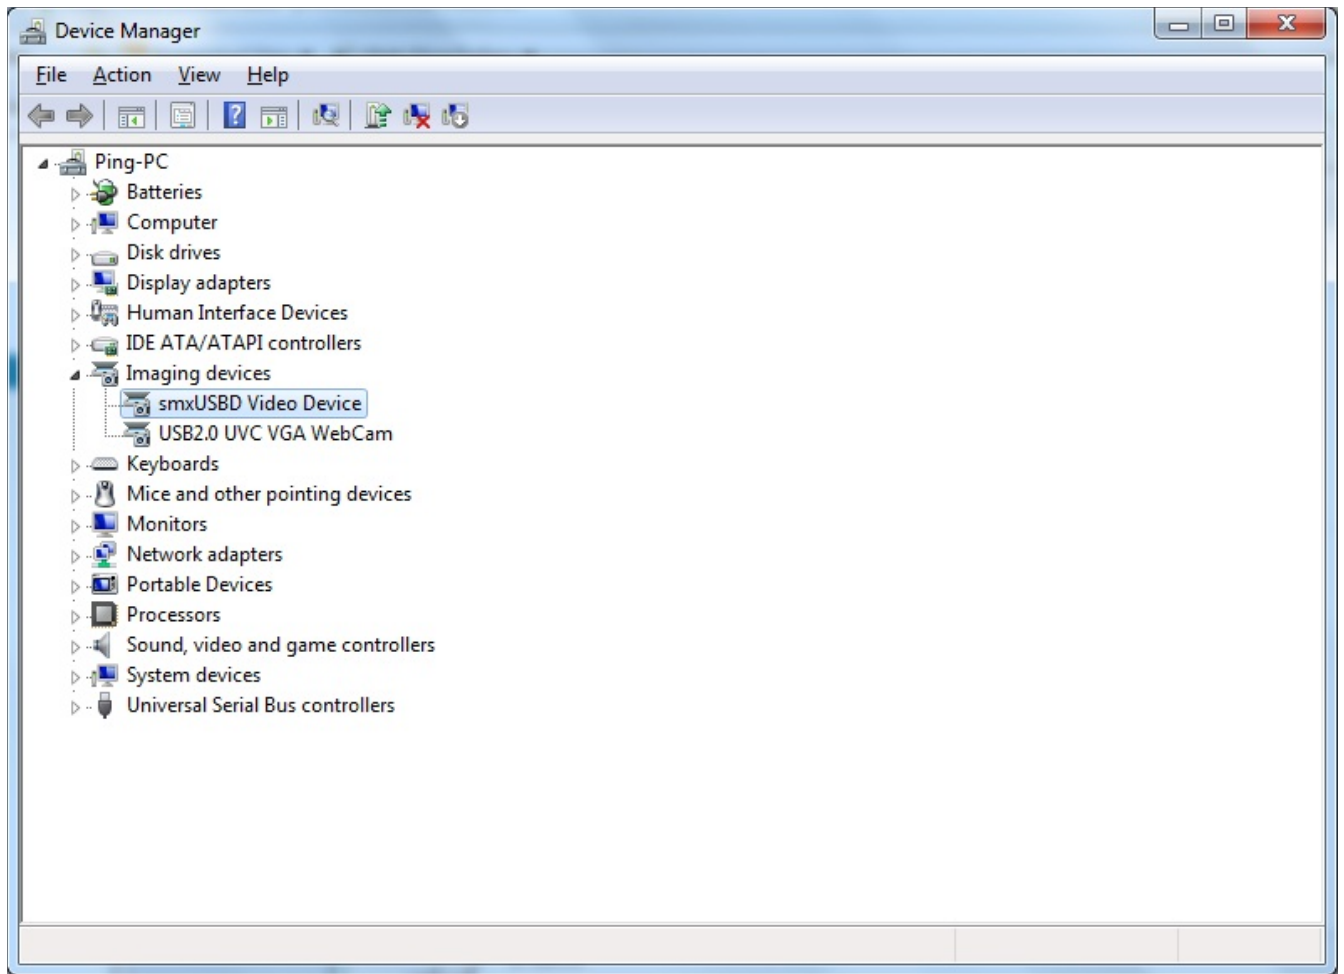 Device Manager
File Action View Help
Ping-PC
Batteries
Computer
Disk drives
Display adapters
Human Interface Devices
IDE ATA/ATAPI controllers
Imaging devices
smxUSBD Video Device
USB2.0 UVC VGA WebCam
Keyboards
Mice and other pointing devices
Monitors
Network adapters
Portable Devices
Processors
Sound, video and game controllers
System devices
Universal Serial Bus controllers